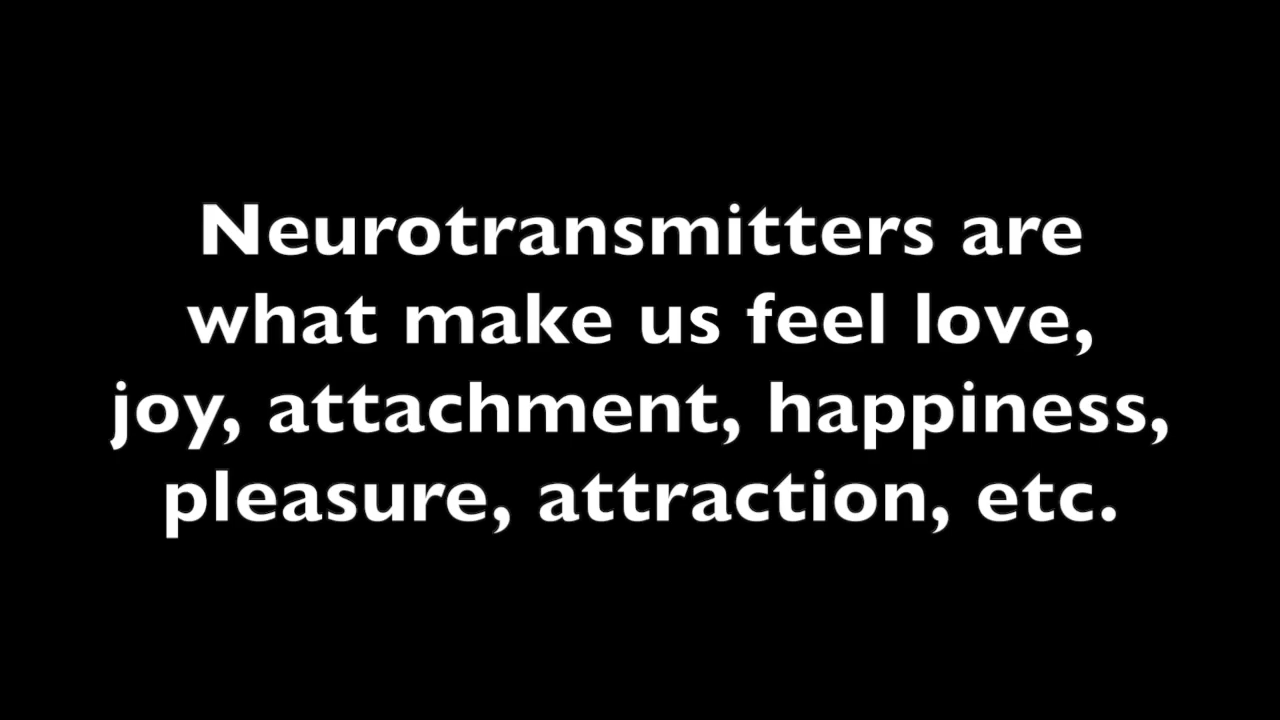 Neurotransmitters are
what make us feel love,
joy, attachment, happiness,
pleasure, attraction, etc.